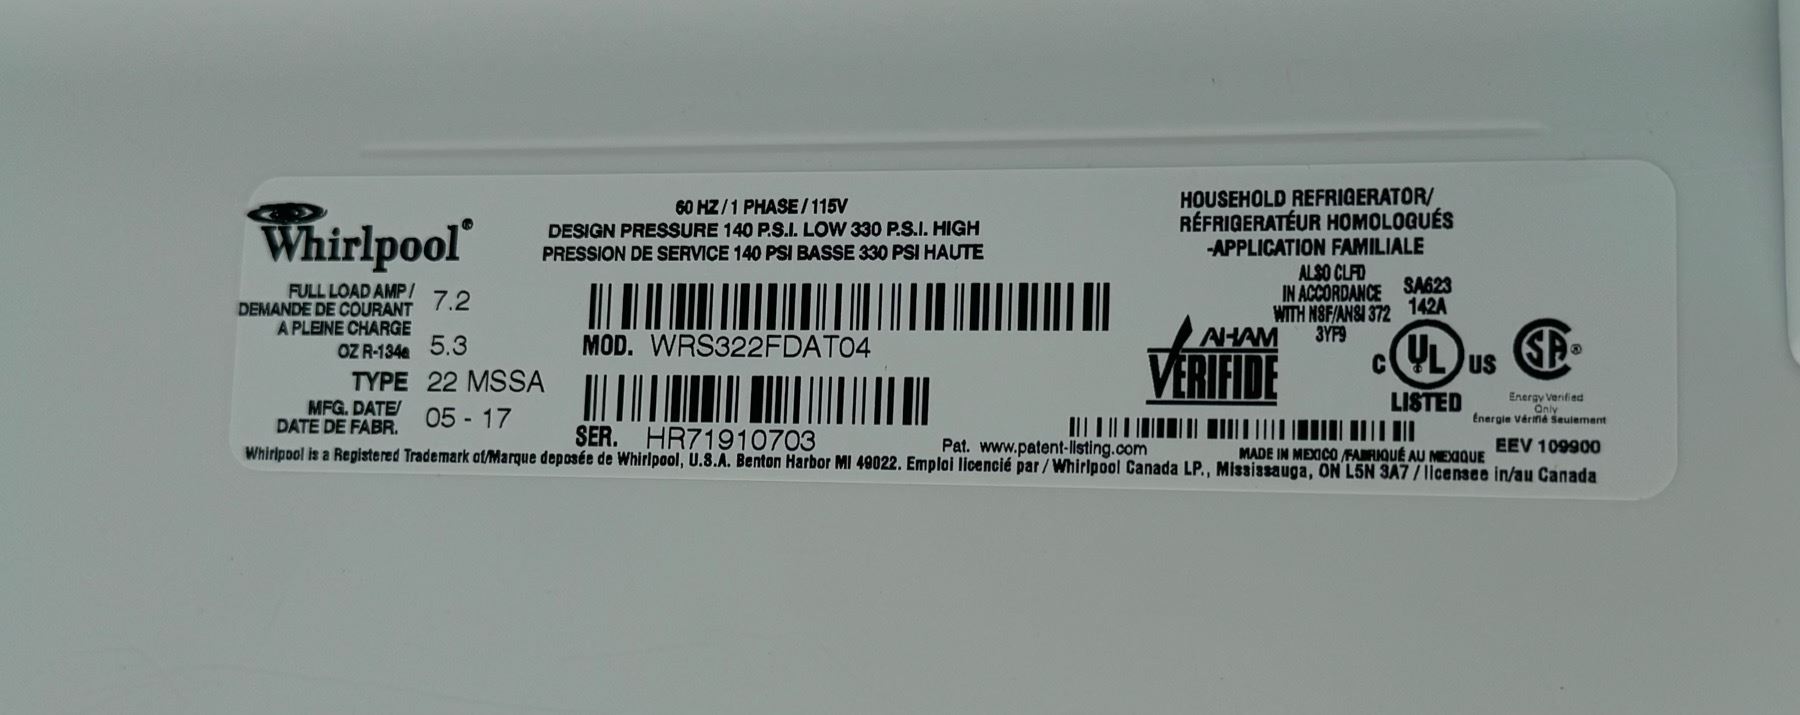 Whirlpool®
FULL LOAD AMP/
DEMANDE DE COURANT
A PLEINE CHARGE
7.2
OZ R-134a 5.3
TYPE 22 MSSA
MFG. DATE/
DATE DE FABR.
05 - 17
60 HZ / 1 PHASE / 115V
DESIGN PRESSURE 140 P.S.I. LOW 330 P.S.I. HIGH
PRESSION DE SERVICE 140 PSI BASSE 330 PSI HAUTE
MOD. WRS322FDAT04
SER. HR71910703
HOUSEHOLD REFRIGERATOR/
RÉFRIGERATÉUR HOMOLOQUÉS
-APPLICATION FAMILIALE
ALSO CLFD
IN ACCORDANCE
WITH NSF/ANSI 372
3YF9
SA623
142A
AHAM
VERIFIDE
C UL US
LISTED
SA®
Energy Verified
Only
Énergie Vérifié Seulement
Pat. www.patent-listing.com
MADE IN MEXICO /FABRIQUÉ AU MEXIQUE
EEV 109900
Whirlpool is a Registered Trademark of/Marque deposée de Whirlpool, U.S.A. Benton Harbor MI 49022. Emploi licencié par / Whirlpool Canada LP., Mississauga, ON L5N 3A7 / licensee in/au Canada